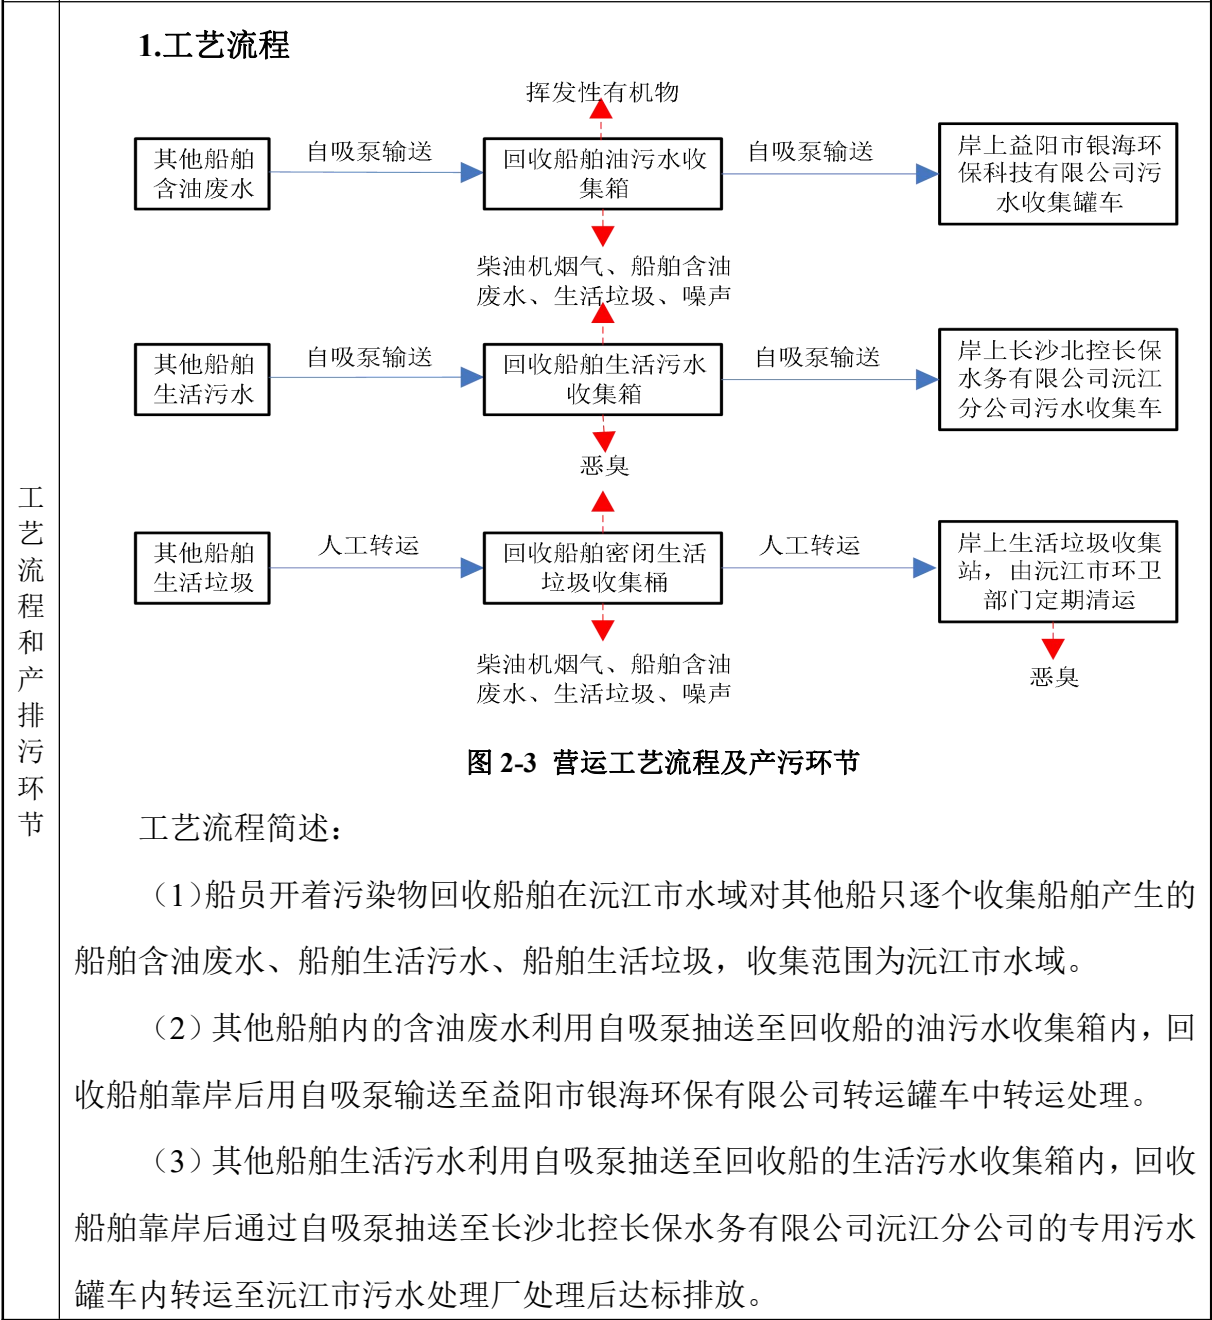 工艺流程和产排污环节
1.工艺流程
挥发性有机物
其他船舶
含油废水
自吸泵输送
回收船舶油污水收
集箱
自吸泵输送
岸上益阳市银海环
保科技有限公司污
水收集罐车
柴油机烟气、船舶含油
废水、生活垃圾、噪声
其他船舶
生活污水
自吸泵输送
回收船舶生活污水
收集箱
自吸泵输送
岸上长沙北控长保
水务有限公司沅江
分公司污水收集车
恶臭
其他船舶
生活垃圾
人工转运
回收船舶密闭生活
垃圾收集桶
人工转运
岸上生活垃圾收集
站，由沅江市环卫
部门定期清运
柴油机烟气、船舶含油
废水、生活垃圾、噪声
恶臭
图 2-3 营运工艺流程及产污环节
工艺流程简述：
（1）船员开着污染物回收船舶在沅江市水域对其他船只逐个收集船舶产生的
船舶含油废水、船舶生活污水、船舶生活垃圾，收集范围为沅江市水域。
（2）其他船舶内的含油废水利用自吸泵抽送至回收船的油污水收集箱内，回
收船舶靠岸后用自吸泵输送至益阳市银海环保有限公司转运罐车中转运处理。
（3）其他船舶生活污水利用自吸泵抽送至回收船的生活污水收集箱内，回收
船舶靠岸后通过自吸泵抽送至长沙北控长保水务有限公司沅江分公司的专用污水
罐车内转运至沅江市污水处理厂处理后达标排放。